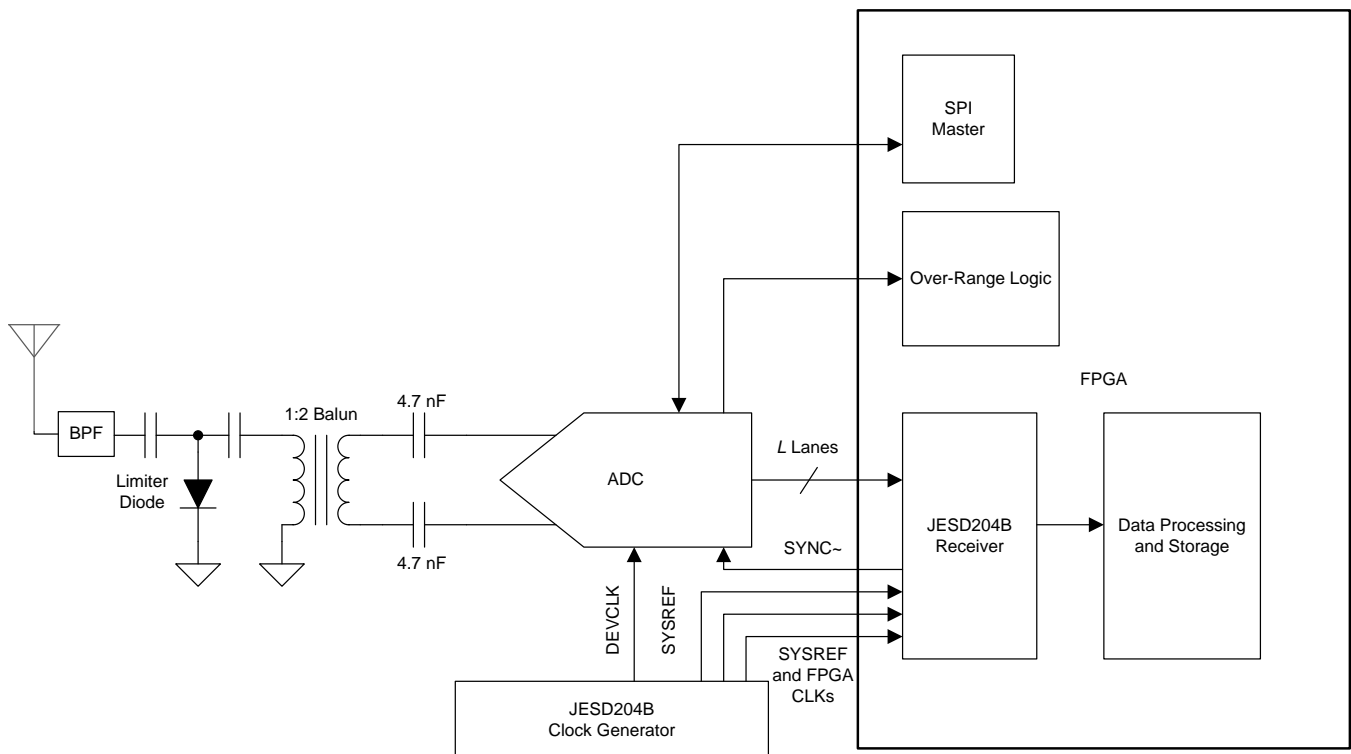 SPI
Master
Over-Range Logic
FPGA
BPF
Limiter
Diode
1:2 Balun
4.7 nF
4.7 nF
ADC
L Lanes
SYNC~
JESD204B
Receiver
Data Processing
and Storage
DEVCLK
SYSREF
SYSREF
and FPGA
CLKs
JESD204B
Clock Generator